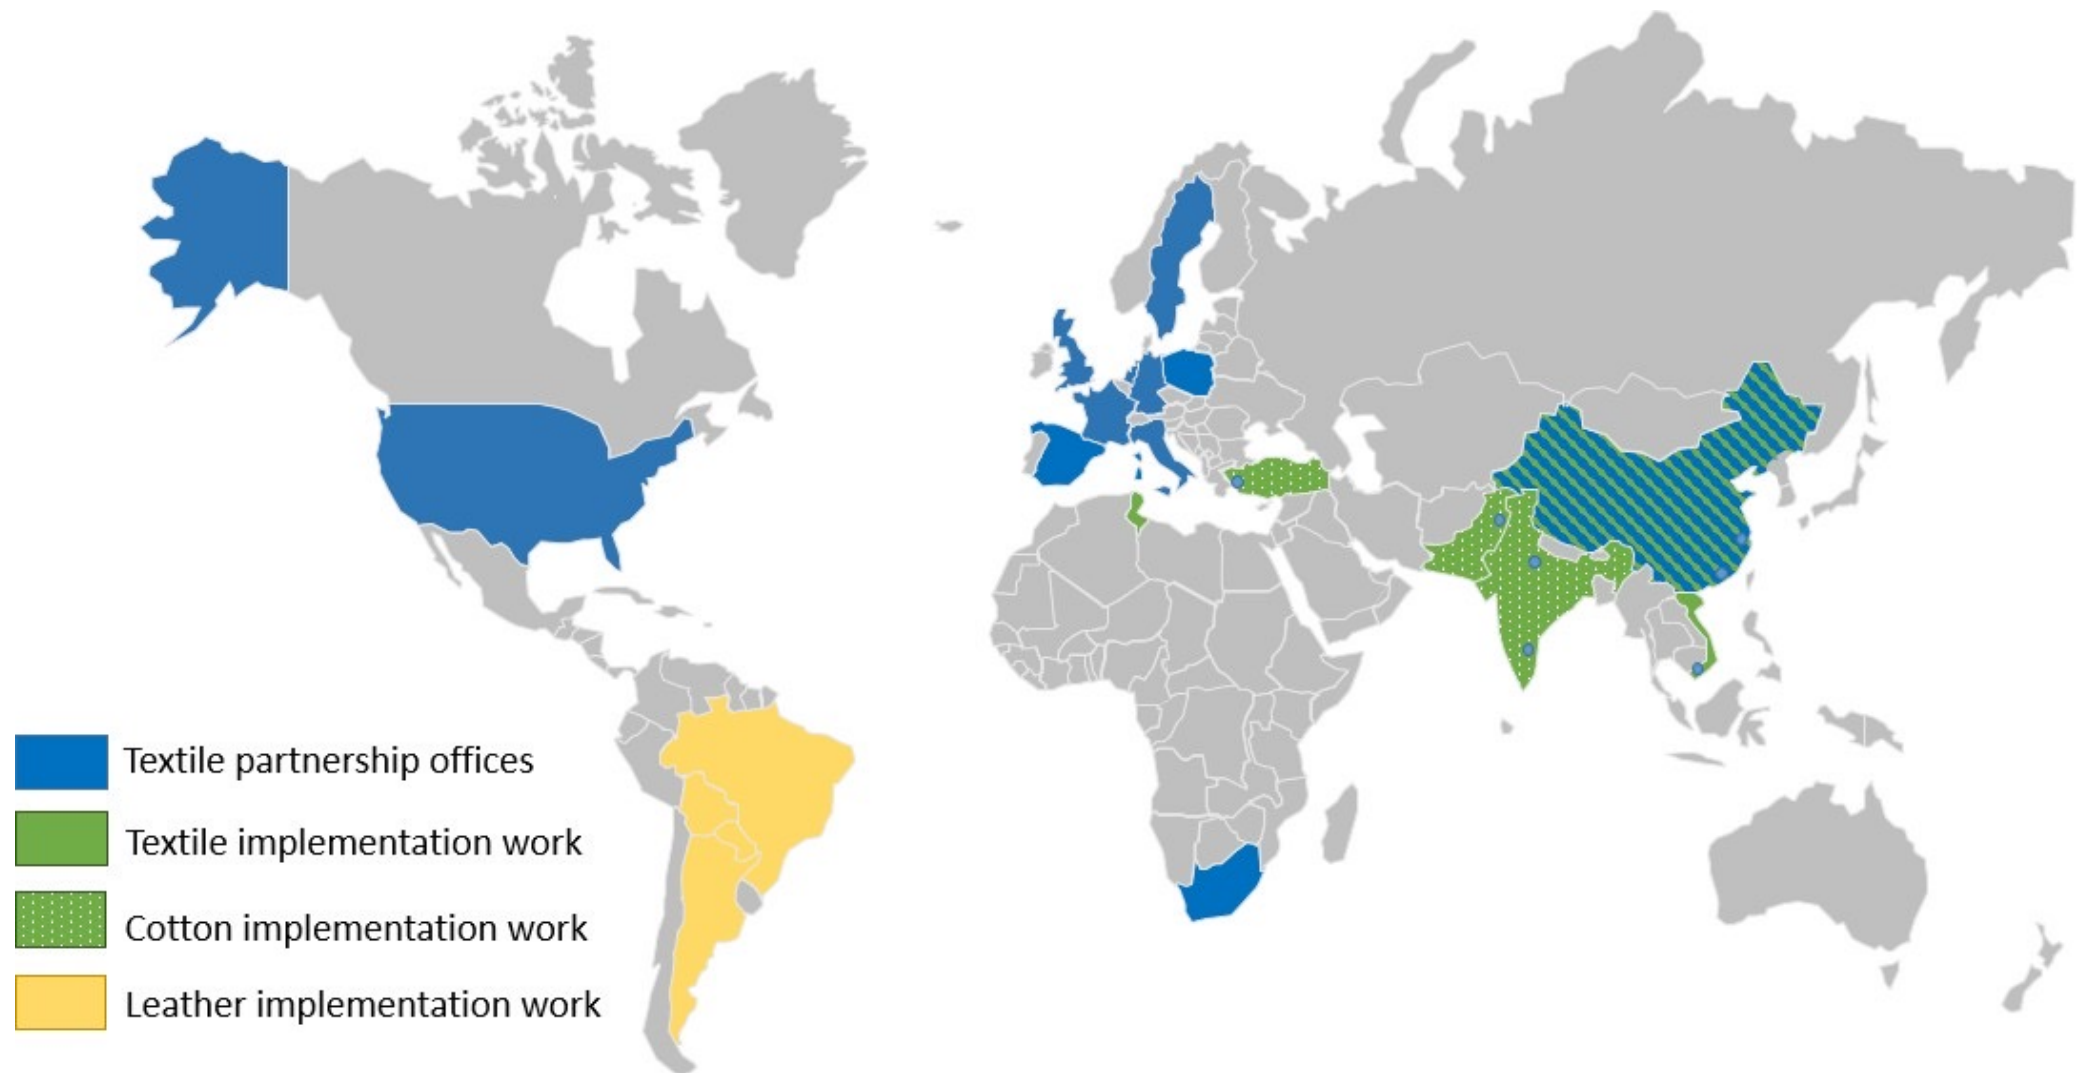 Textile partnership offices
Textile implementation work
Cotton implementation work
Leather implementation work